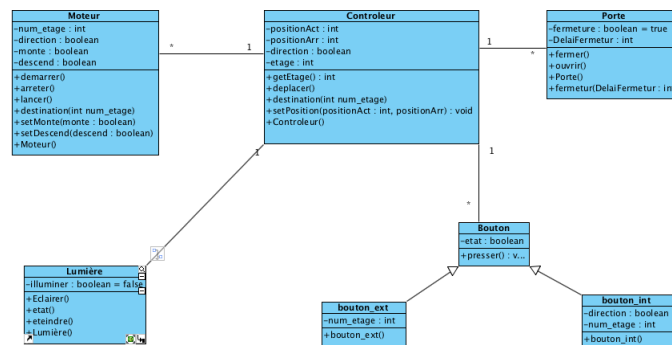 Moteur
-num_etage : int
-direction : boolean
-monte : boolean
-descend : boolean
+demarrer()
+arreter()
+lancer()
+destination(int num_etage)
+setMonte(monte : boolean)
+setDescend(descend : boolean)
+Moteur()
*
1
Controleur
-positionAct : int
-positionArr : int
-direction : boolean
-etage : int
+getEtage() : int
+deplacer()
+destination(int num_etage)
+setPosition(positionAct : int, positionArr) : void
+Controleur()
1
*
Porte
-fermeture : boolean = true
-DelaiFermetur : int
+fermer()
+ouvrir()
+Porte()
+fermetur(DelaiFermetur : in
1
1
*
Bouton
-etat : boolean
+presser() : v...
Lumière
-illuminer : boolean = false
+Eclairer()
+etat()
+eteindre()
+Lumière()
bouton_ext
-num_etage : int
+bouton_ext()
bouton_int
-direction : boolean
-num_etage : int
+bouton_int()